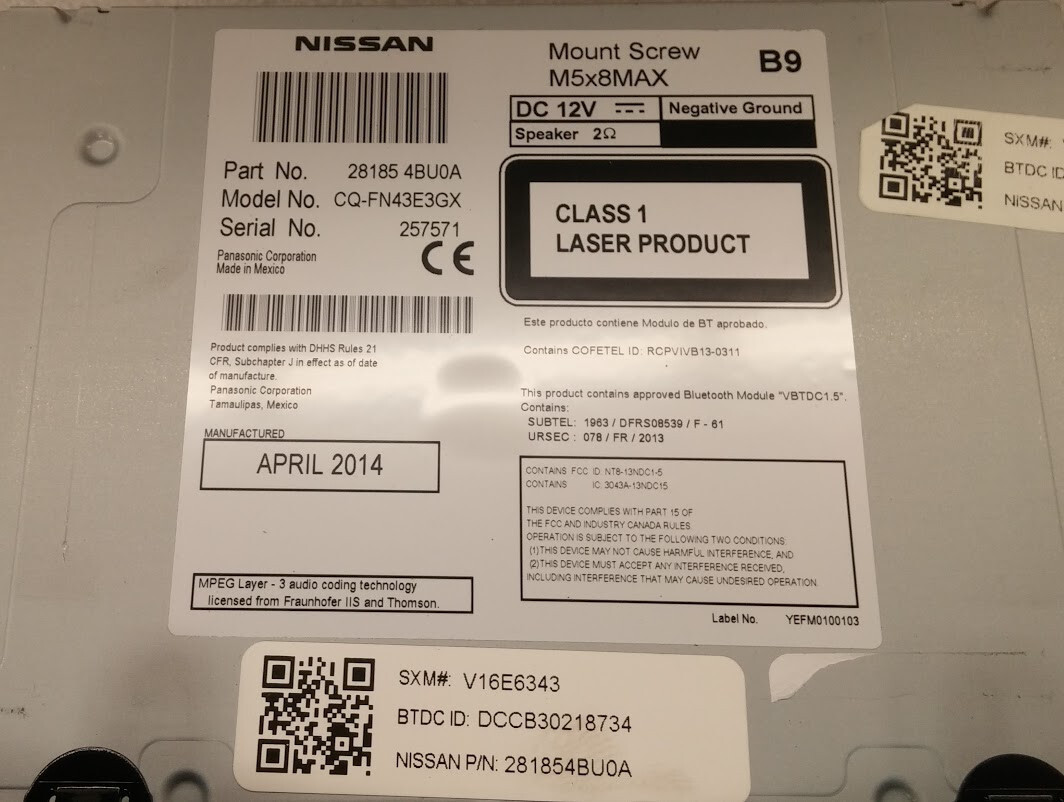 NISSAN
Part No. 28185 4BU0A
Model No. CQ-FN43E3GX
Serial No. 257571
Panasonic Corporation
Made in Mexico
CE
Product complies with DHHS Rules 21
CFR, Subchapter J in effect as of date
of manufacture.
Panasonic Corporation
Tamaulipas, Mexico
MANUFACTURED
APRIL 2014
MPEG Layer - 3 audio coding technology
licensed from Fraunhofer IIS and Thomson.
Mount Screw
M5x8MAX
B9
DC 12V Negative Ground
Speaker 2Ω
CLASS 1
LASER PRODUCT
Este producto contiene Modulo de BT aprobado.
Contains COFETEL ID: RCPVIVB13-0311
This product contains approved Bluetooth Module "VBTDC1.5".
Contains:
SUBTEL: 1963 / DFRS08539 / F - 61
URSEC : 078 / FR / 2013
CONTAINS FCC ID: NT8-13NDC1-5
CONTAINS IC: 3043A-13NDC15
THIS DEVICE COMPLIES WITH PART 15 OF
THE FCC AND INDUSTRY CANADA RULES
OPERATION IS SUBJECT TO THE FOLLOWING TWO CONDITIONS:
(1)THIS DEVICE MAY NOT CAUSE HARMFUL INTERFERENCE, AND
(2)THIS DEVICE MUST ACCEPT ANY INTERFERENCE RECEIVED,
INCLUDING INTERFERENCE THAT MAY CAUSE UNDESIRED OPERATION.
Label No. YEFM0100103
SXM#:
BTDC ID
NISSAN
SXM#: V16E6343
BTDC ID: DCCB30218734
NISSAN P/N: 281854BU0A